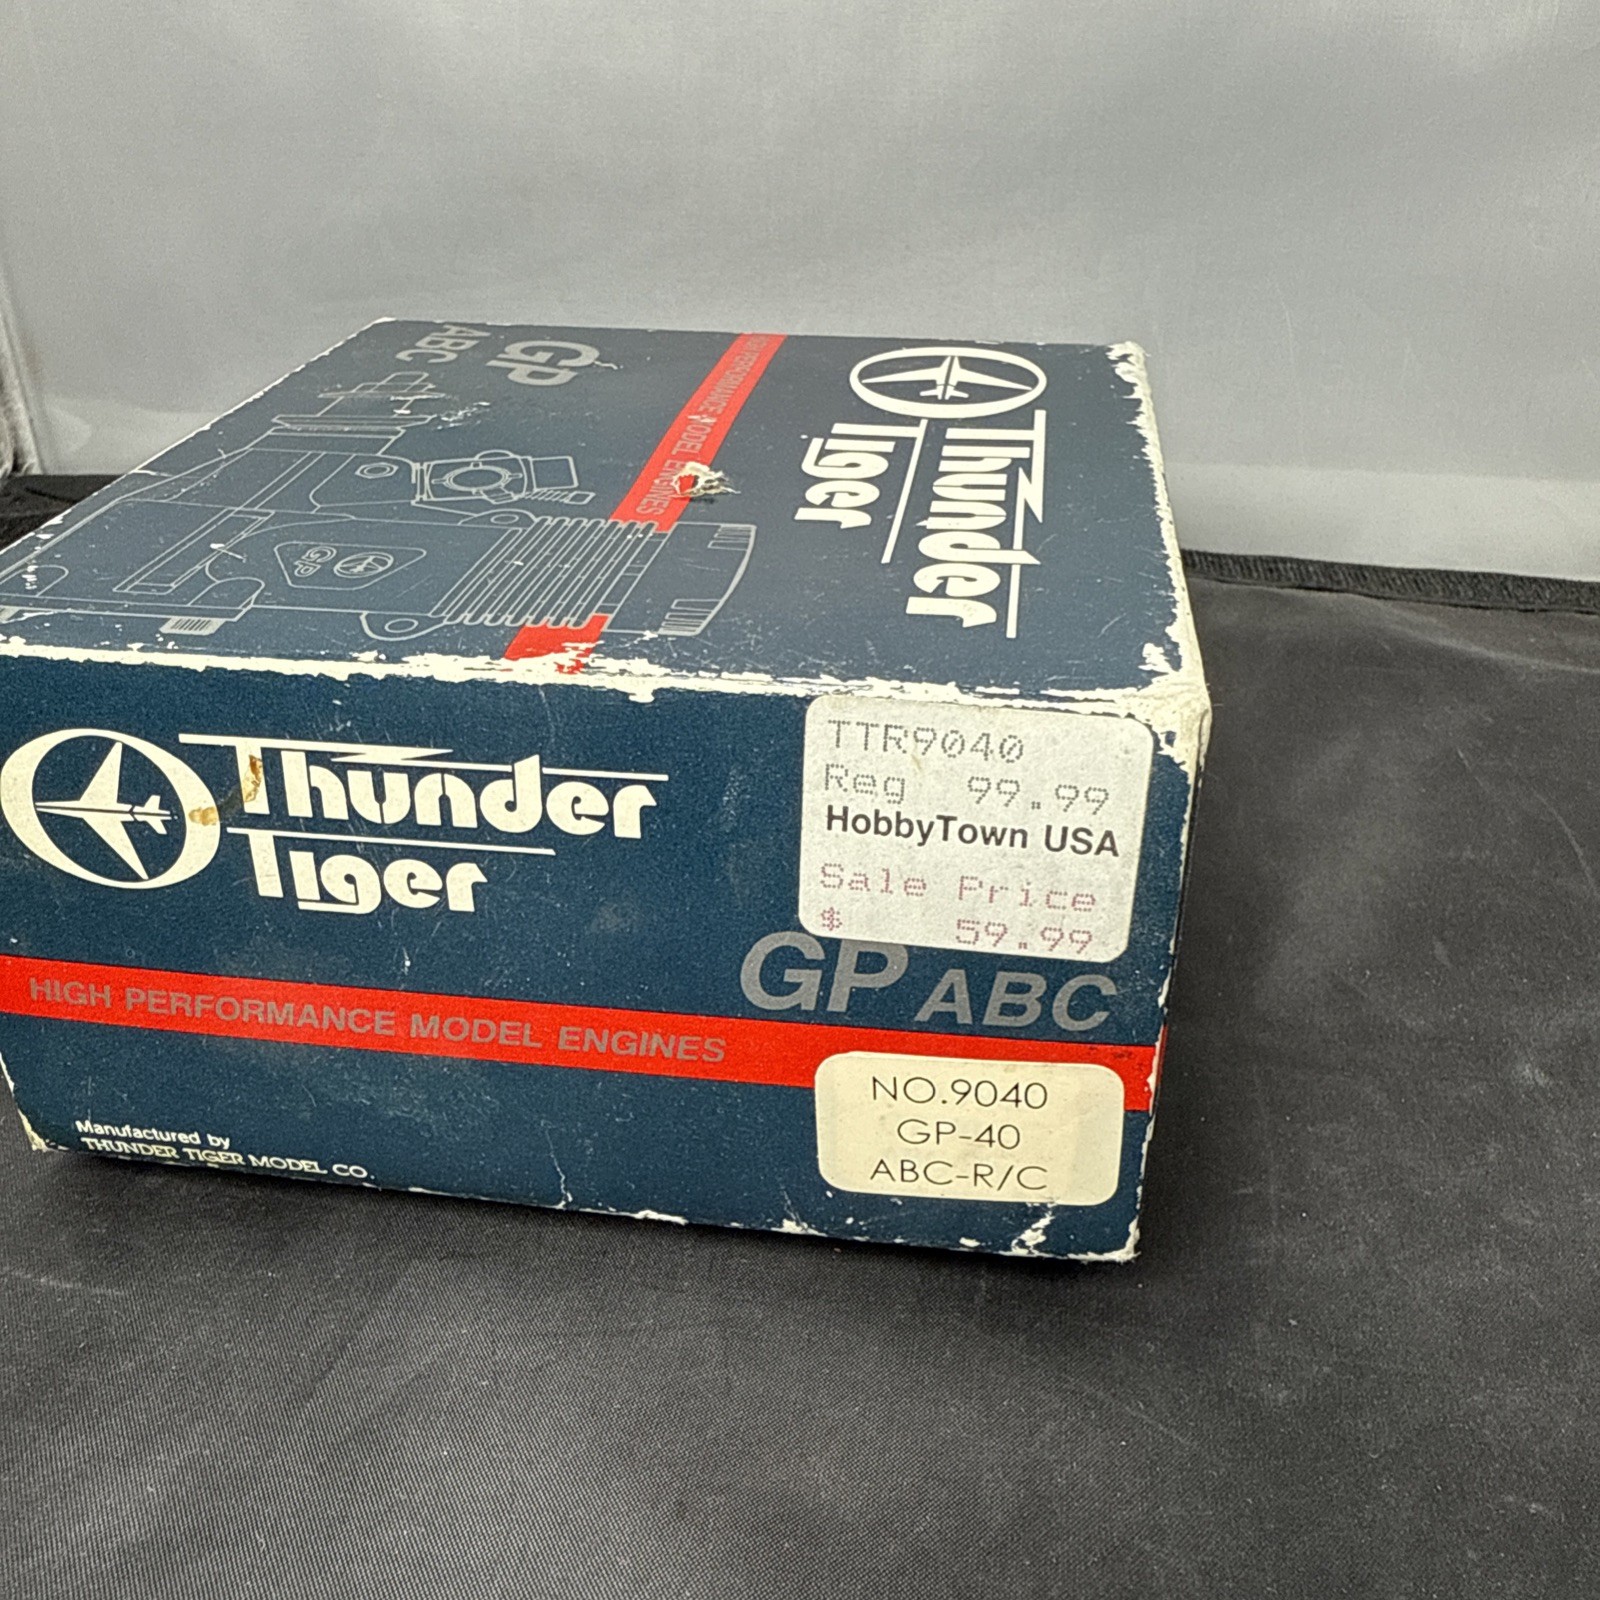 Gp
ABC
HIGH PERFORMANCE MODEL ENGINES
Thunder
Tiger
G/P
Thunder
Tiger
TTR9040
Reg 99.99
HobbyTown USA
Sale Price
$ 59.99
GP ABC
HIGH PERFORMANCE MODEL ENGINES
NO.9040
GP-40
ABC-R/C
Manufactured by
THUNDER TIGER MODEL CO.